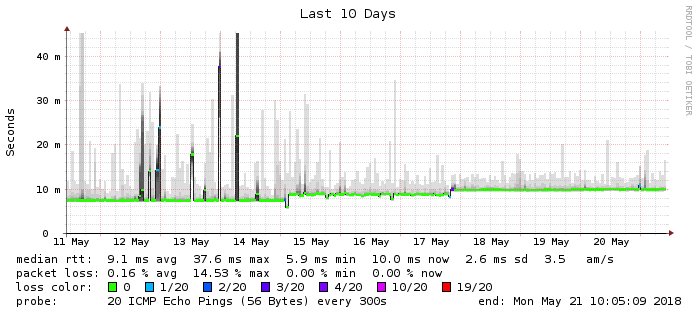 Last 10 Days
RRDTOOL / TOBI OETIKER
Seconds
40 m
30 m
20 m
10 m
0
11 May 12 May 13 May 14 May 15 May 16 May 17 May 18 May 19 May 20 May
median rtt: 9.1 ms avg 37.6 ms max 5.9 ms min 10.0 ms now 2.6 ms sd 3.5 am/s
packet loss: 0.16 % avg 14.53 % max 0.00 % min 0.00 % now
loss color: 0 1/20 2/20 3/20 4/20 10/20 19/20
probe: 20 ICMP Echo Pings (56 Bytes) every 300s end: Mon May 21 10:05:09 2018